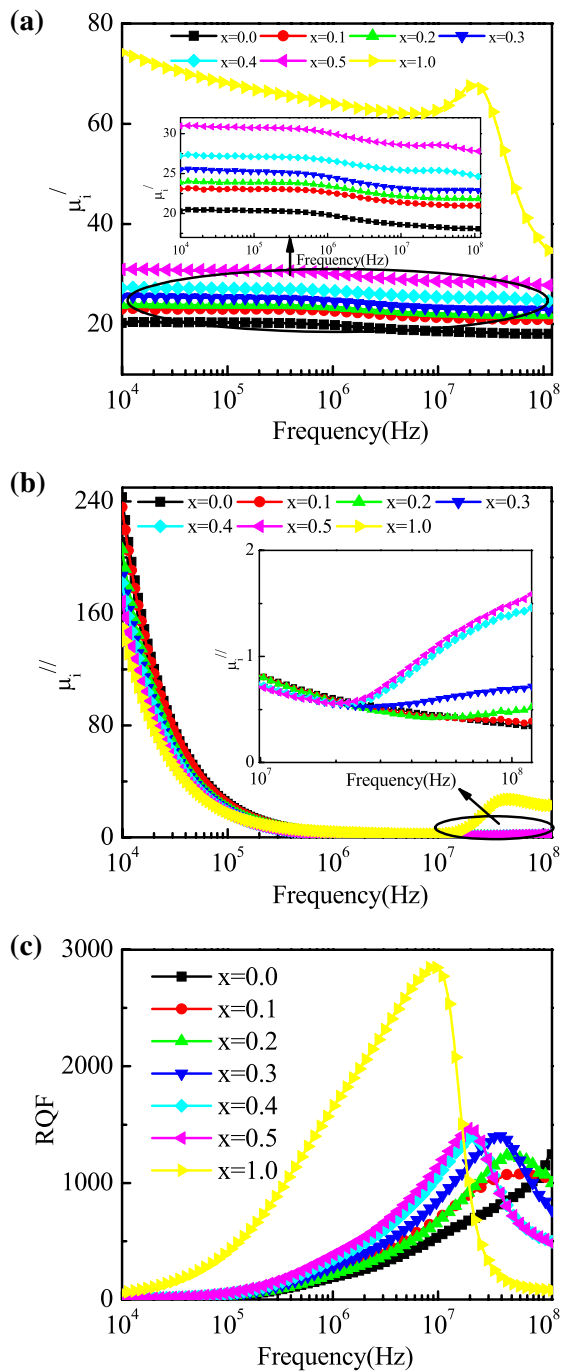 (a)
x=0.0 x=0.1 x=0.2 x=0.3
x=0.4 x=0.5 x=1.0
80
60
40
20
μi/
30
25
20
μi/
10^4 10^5 10^6 10^7 10^8
Frequency(Hz)
10^4 10^5 10^6 10^7 10^8
Frequency(Hz)
(b)
x=0.0 x=0.1 x=0.2 x=0.3
x=0.4 x=0.5 x=1.0
240
160
80
0
μi//
2
1
0
μi//
10^7 10^8
Frequency(Hz)
10^4 10^5 10^6 10^7 10^8
Frequency(Hz)
(c)
3000
2000
1000
0
RQF
x=0.0
x=0.1
x=0.2
x=0.3
x=0.4
x=0.5
x=1.0
10^4 10^5 10^6 10^7 10^8
Frequency(Hz)